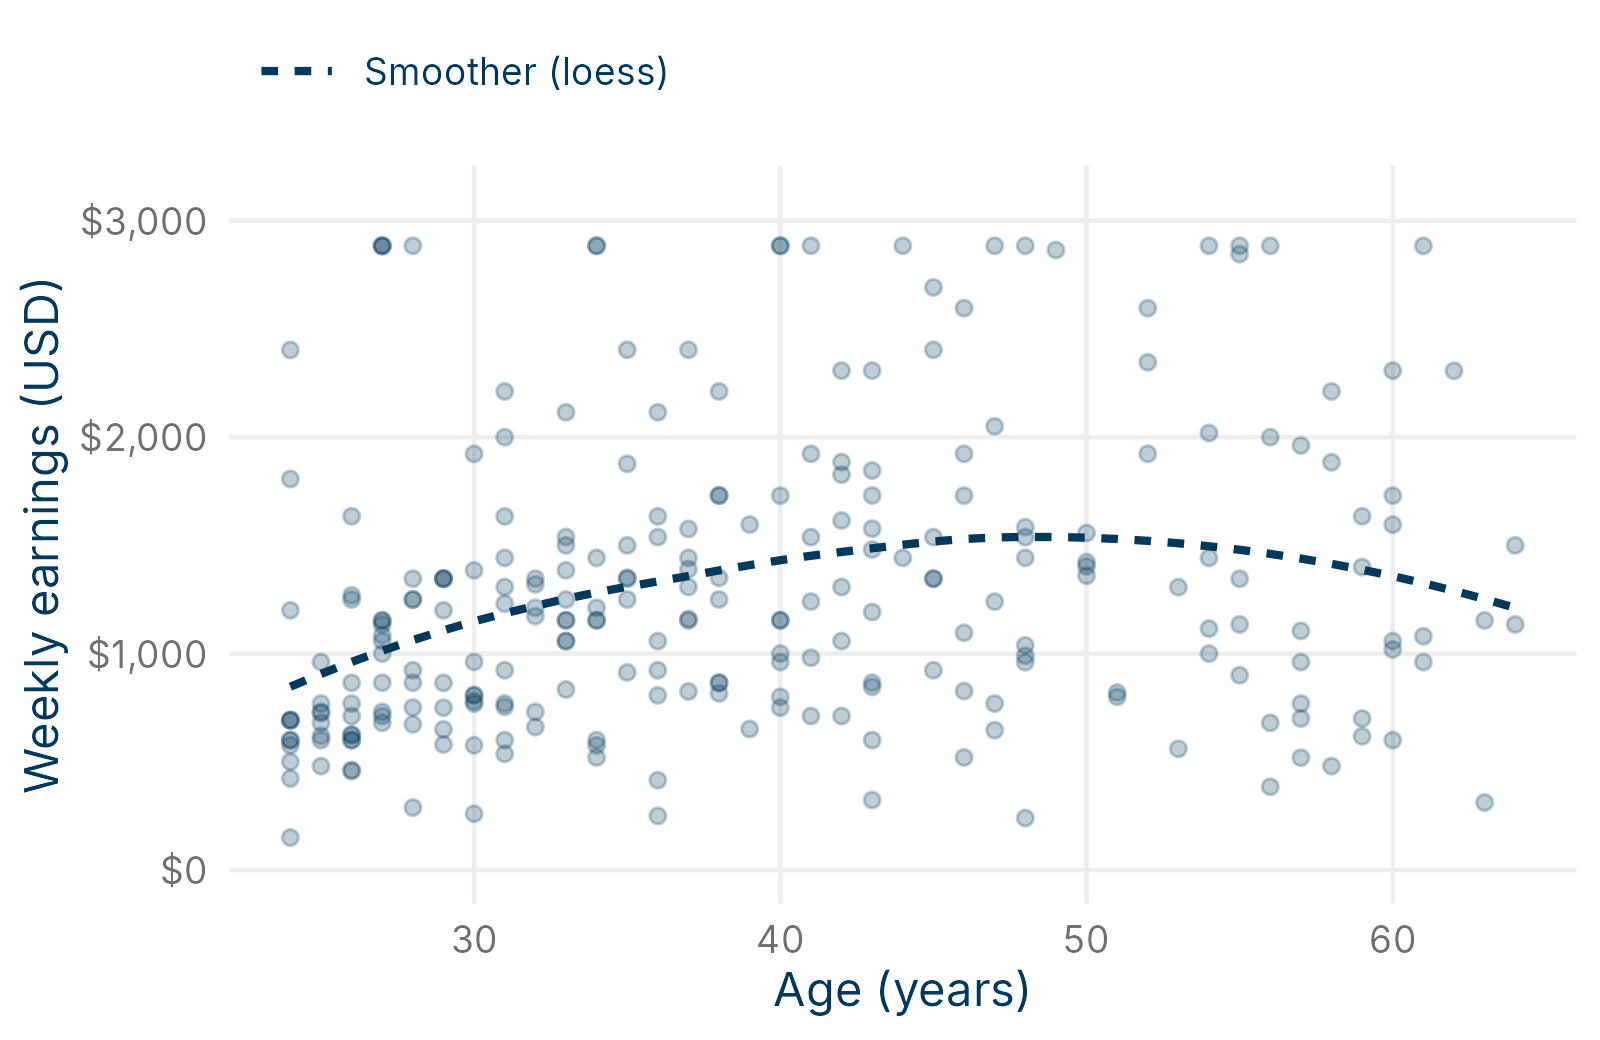 Smoother (loess)
$3,000
$2,000
$1,000
$0
Weekly earnings (USD)
30
40
50
60
Age (years)